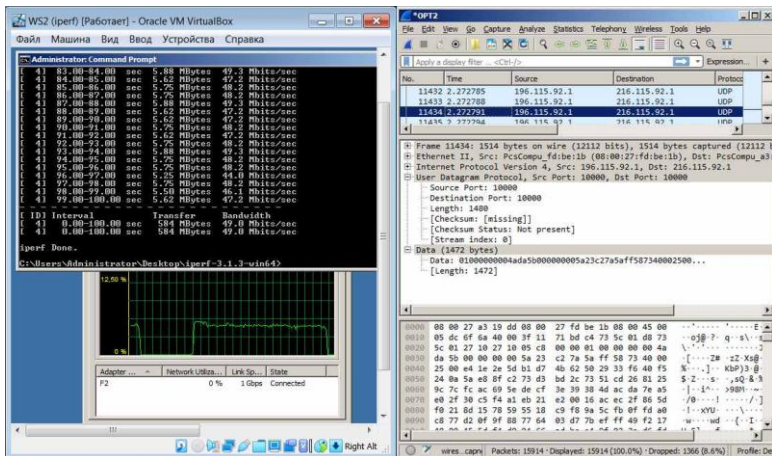 WS2 (iperf) [Работает] - Oracle VM VirtualBox
Файл Машина Вид Ввод Устройства Справка
Administrator: Command Prompt
[ 4] 83.00-84.00 sec 5.88 MBytes 49.3 Mbits/sec
[ 4] 84.00-85.00 sec 5.62 MBytes 47.2 Mbits/sec
[ 4] 85.00-86.00 sec 5.75 MBytes 48.2 Mbits/sec
[ 4] 86.00-87.00 sec 5.75 MBytes 48.2 Mbits/sec
[ 4] 87.00-88.00 sec 5.88 MBytes 49.3 Mbits/sec
[ 4] 88.00-89.00 sec 5.62 MBytes 47.2 Mbits/sec
[ 4] 89.00-90.00 sec 5.62 MBytes 47.2 Mbits/sec
[ 4] 90.00-91.00 sec 5.75 MBytes 48.2 Mbits/sec
[ 4] 91.00-92.00 sec 5.62 MBytes 47.2 Mbits/sec
[ 4] 92.00-93.00 sec 5.75 MBytes 48.2 Mbits/sec
[ 4] 93.00-94.00 sec 5.88 MBytes 49.3 Mbits/sec
[ 4] 94.00-95.00 sec 5.75 MBytes 48.2 Mbits/sec
[ 4] 95.00-96.00 sec 5.75 MBytes 48.2 Mbits/sec
[ 4] 96.00-97.00 sec 5.25 MBytes 44.0 Mbits/sec
[ 4] 97.00-98.00 sec 5.75 MBytes 48.2 Mbits/sec
[ 4] 98.00-99.00 sec 5.50 MBytes 46.1 Mbits/sec
[ 4] 99.00-100.00 sec 5.62 MBytes 47.2 Mbits/sec
[ ID] Interval Transfer Bandwidth
[ 4] 0.00-100.00 sec 584 MBytes 49.0 Mbits/sec
[ 4] 0.00-100.00 sec 584 MBytes 49.0 Mbits/sec
iperf Done.
C:\Users\Administrator\Desktop\iperf-3.1.3-win64>
12,50 %
0 %
Adapter ... Network Utiliza... Link Sp... State
F2 0 % 1 Gbps Connected
Right Alt
*OPT2
File Edit View Go Capture Analyze Statistics Telephony Wireless Tools Help
Apply a display filter ... <Ctrl-/> Expression... +
No. Time Source Destination Protoc
11432 2.272785 196.115.92.1 216.115.92.1 UDP
11433 2.272788 196.115.92.1 216.115.92.1 UDP
11434 2.272791 196.115.92.1 216.115.92.1 UDP
11435 2.272794 196.115.92.1 216.115.92.1 UDP
Frame 11434: 1514 bytes on wire (12112 bits), 1514 bytes captured (12112 b
Ethernet II, Src: PcsCompu_fd:be:1b (08:00:27:fd:be:1b), Dst: PcsCompu_a3
Internet Protocol Version 4, Src: 196.115.92.1, Dst: 216.115.92.1
User Datagram Protocol, Src Port: 10000, Dst Port: 10000
Source Port: 10000
Destination Port: 10000
Length: 1480
[Checksum: [missing]]
[Checksum Status: Not present]
[Stream index: 0]
Data (1472 bytes)
Data: 01000000004ada5b000000005a23c27a5aff587340002500...
[Length: 1472]
0000 08 00 27 a3 19 dd 08 00 27 fd be 1b 08 00 45 00
0010 05 dc 6f 6a 40 00 3f 11 71 bd c4 73 5c 01 d8 73
0020 5c 01 27 10 27 10 05 c8 00 00 01 00 00 00 00 4a
0030 da 5b 00 00 00 00 5a 23 c2 7a 5a ff 58 73 40 00
0040 25 00 e4 1e 2e 5d b1 d7 4b 62 50 29 33 f6 40 f5
0050 24 0a 5a e8 8f c2 73 d3 bd 2c 73 51 cd 26 81 25
0060 9c 7c fc ac 69 5e de cf 3e 39 38 4d ac da 7e a5
0070 e0 2f 30 c5 f4 a1 eb 21 e2 00 16 ac ec 2f 86 5d
0080 f0 21 8d 15 78 59 55 18 c9 f8 9a 5c fb 0f fd a0
0090 c8 77 d2 0f 9f 88 77 64 03 d7 7b ef ff 49 f2 17
Packets: 15914 · Displayed: 15914 (100.0%) · Dropped: 1366 (8.6%)